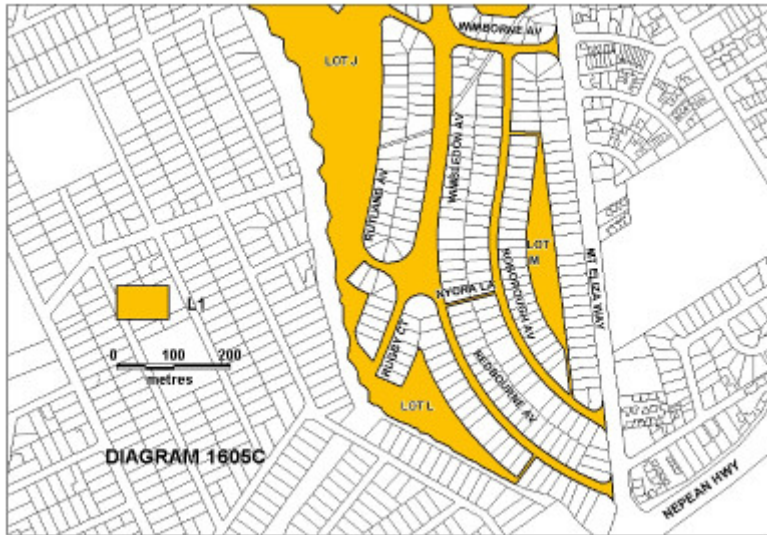 WIMBORNE AV
LOT J
WIMBLEDON AV
RUTLAND AV
LOT
M
ROBOROUGH AV
MT ELIZA WAY
NYORA LA
L1
0 100 200
metres
RUGBY CT
REDBOURNE AV
LOT L
DIAGRAM 1605C
NEPEAN HWY